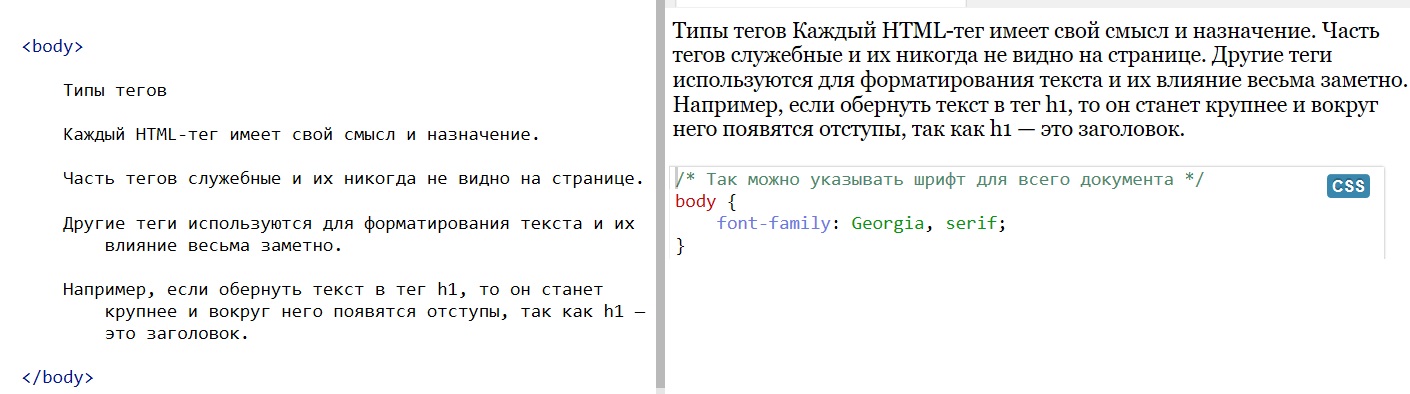 <body>
Типы тегов
Каждый HTML-тег имеет свой смысл и назначение.
Часть тегов служебные и их никогда не видно на странице.
Другие теги используются для форматирования текста и их
влияние весьма заметно.
Например, если обернуть текст в тег h1, то он станет
крупнее и вокруг него появятся отступы, так как h1 —
это заголовок.
</body>
Типы тегов Каждый HTML-тег имеет свой смысл и назначение. Часть
тегов служебные и их никогда не видно на странице. Другие теги
используются для форматирования текста и их влияние весьма заметно.
Например, если обернуть текст в тег h1, то он станет крупнее и вокруг
него появятся отступы, так как h1 — это заголовок.
/* Так можно указывать шрифт для всего документа */
CSS
body {
font-family: Georgia, serif;
}